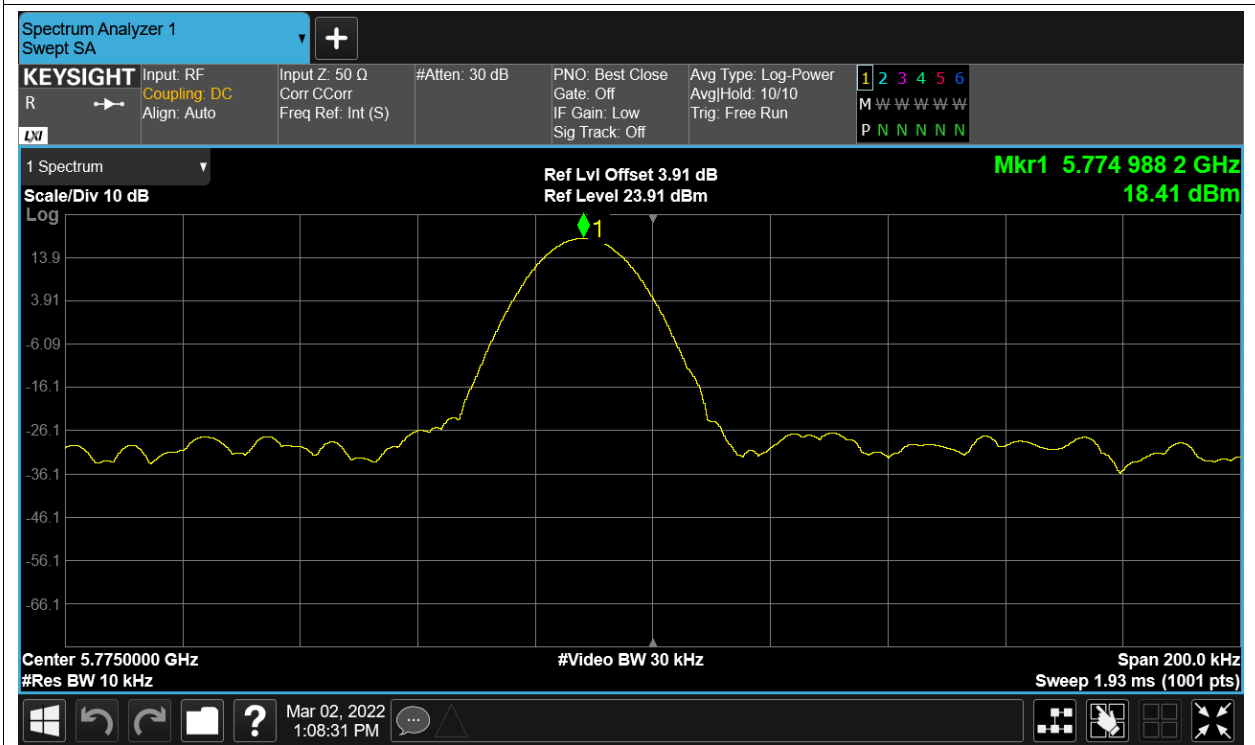 Spectrum Analyzer 1
Swept SA
KEYSIGHT
R
LXI
Input: RF
Coupling: DC
Align: Auto
Input Z: 50 Ω
Corr CCorr
Freq Ref: Int (S)
#Atten: 30 dB
PNO: Best Close
Gate: Off
IF Gain: Low
Sig Track: Off
Avg Type: Log-Power
Avg|Hold: 10/10
Trig: Free Run
1 2 3 4 5 6
M W W W W W W
P N N N N N N
1 Spectrum
Scale/Div 10 dB
Log
Ref Lvl Offset 3.91 dB
Ref Level 23.91 dBm
Mkr1 5.774 988 2 GHz
18.41 dBm
1
13.9
3.91
-6.09
-16.1
-26.1
-36.1
-46.1
-56.1
-66.1
Center 5.7750000 GHz
#Video BW 30 kHz
Span 200.0 kHz
#Res BW 10 kHz
Sweep 1.93 ms (1001 pts)
?
Mar 02, 2022
1:08:31 PM